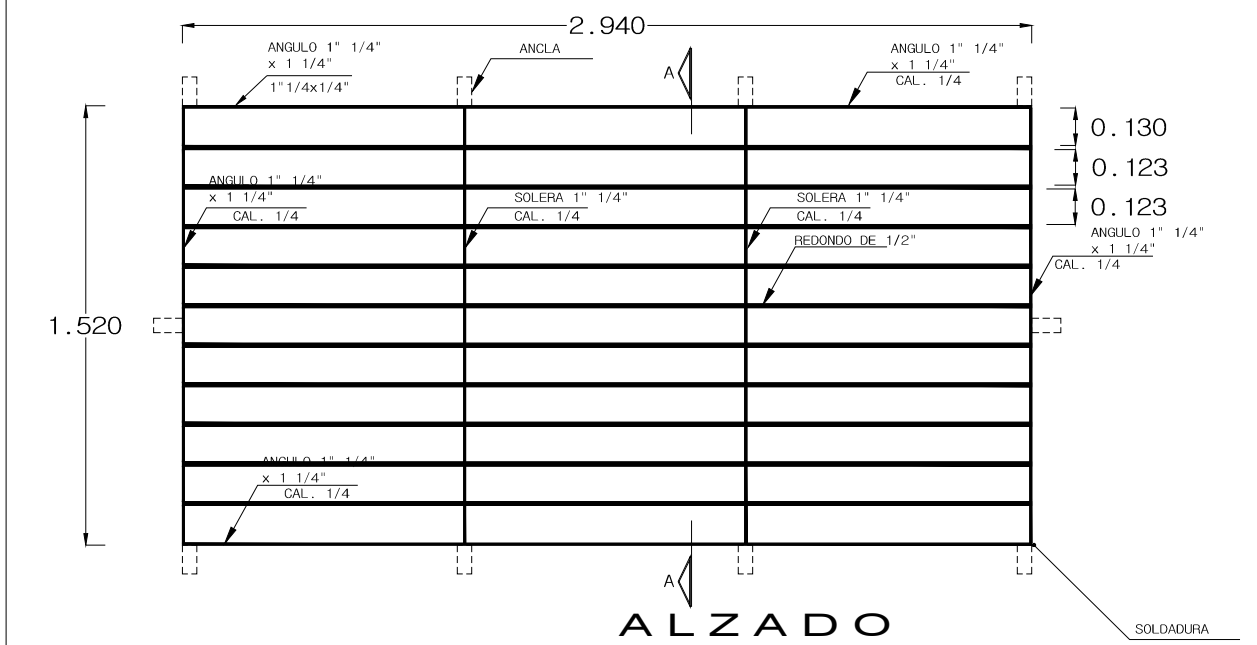 2.940
ANGULO 1" 1/4"
x 1 1/4"
1"1/4x1/4"
ANCLA
A
ANGULO 1" 1/4"
x 1 1/4"
CAL. 1/4
0.130
0.123
0.123
ANGULO 1" 1/4"
x 1 1/4"
CAL. 1/4
SOLERA 1" 1/4"
CAL. 1/4
SOLERA 1" 1/4"
CAL. 1/4
REDONDO DE 1/2"
ANGULO 1" 1/4"
x 1 1/4"
CAL. 1/4
1.520
ANGULO 1" 1/4"
x 1 1/4"
CAL. 1/4
A
ALZADO
SOLDADURA